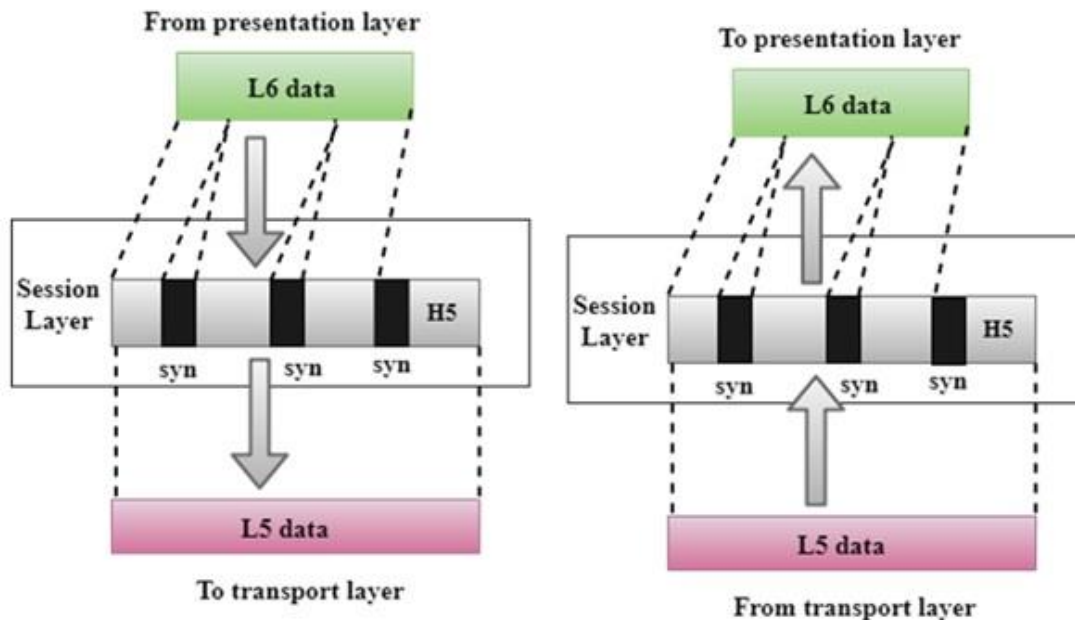 From presentation layer
L6 data
Session
Layer
H5
syn
syn
syn
L5 data
To transport layer
To presentation layer
L6 data
Session
Layer
H5
syn
syn
syn
L5 data
From transport layer